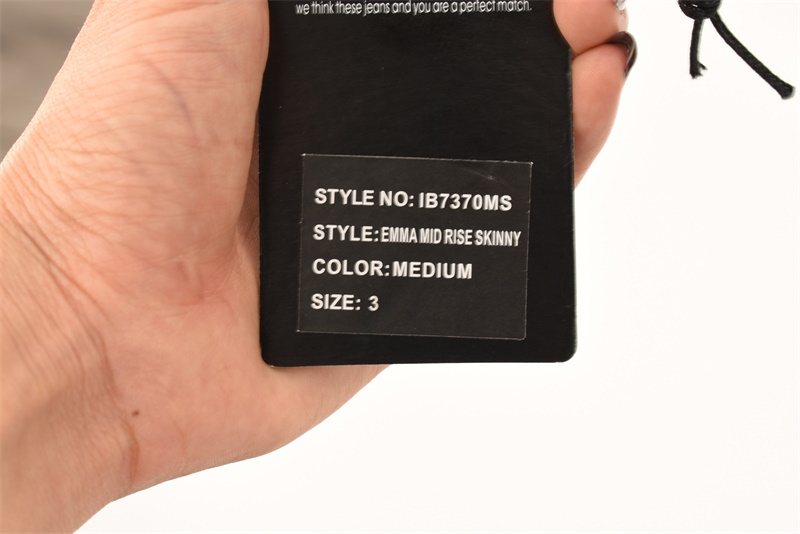 we think these jeans and you are a perfect match.
STYLE NO: IB7370MS
STYLE: EMMA MID RISE SKINNY
COLOR: MEDIUM
SIZE: 3